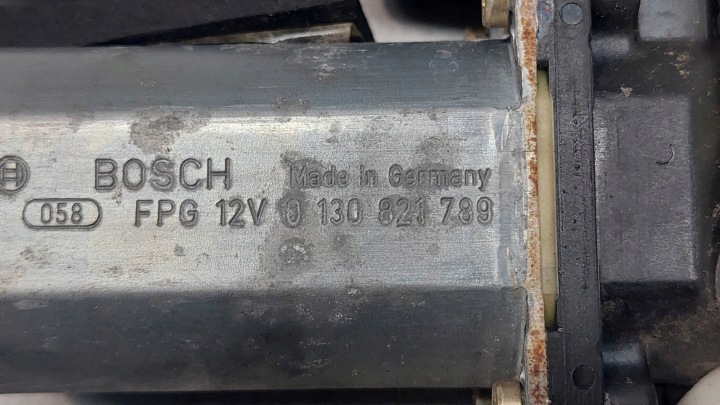 BOSCH Made in Germany
058 FPG 12V 0 130 821 789